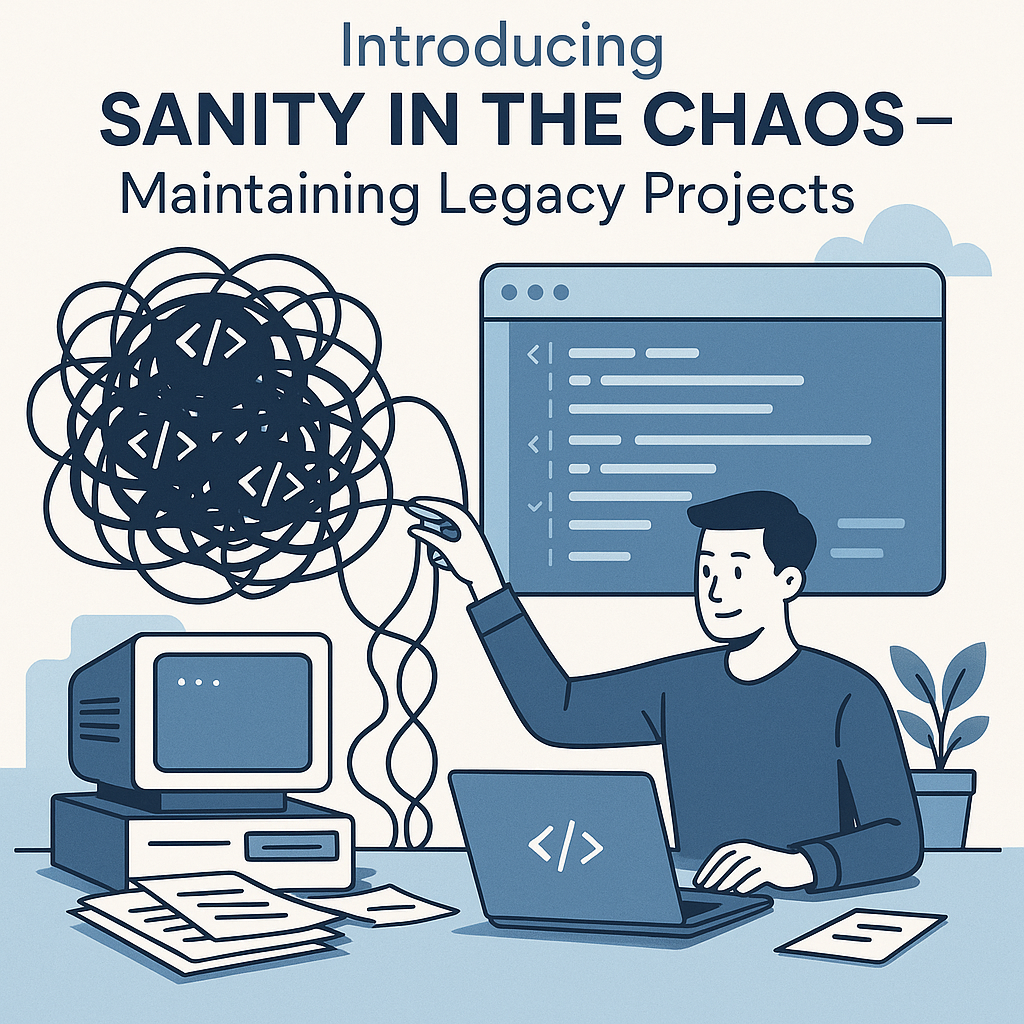 Introducing
SANITY IN THE CHAOS –
Maintaining Legacy Projects
</>
</>
</>
</>